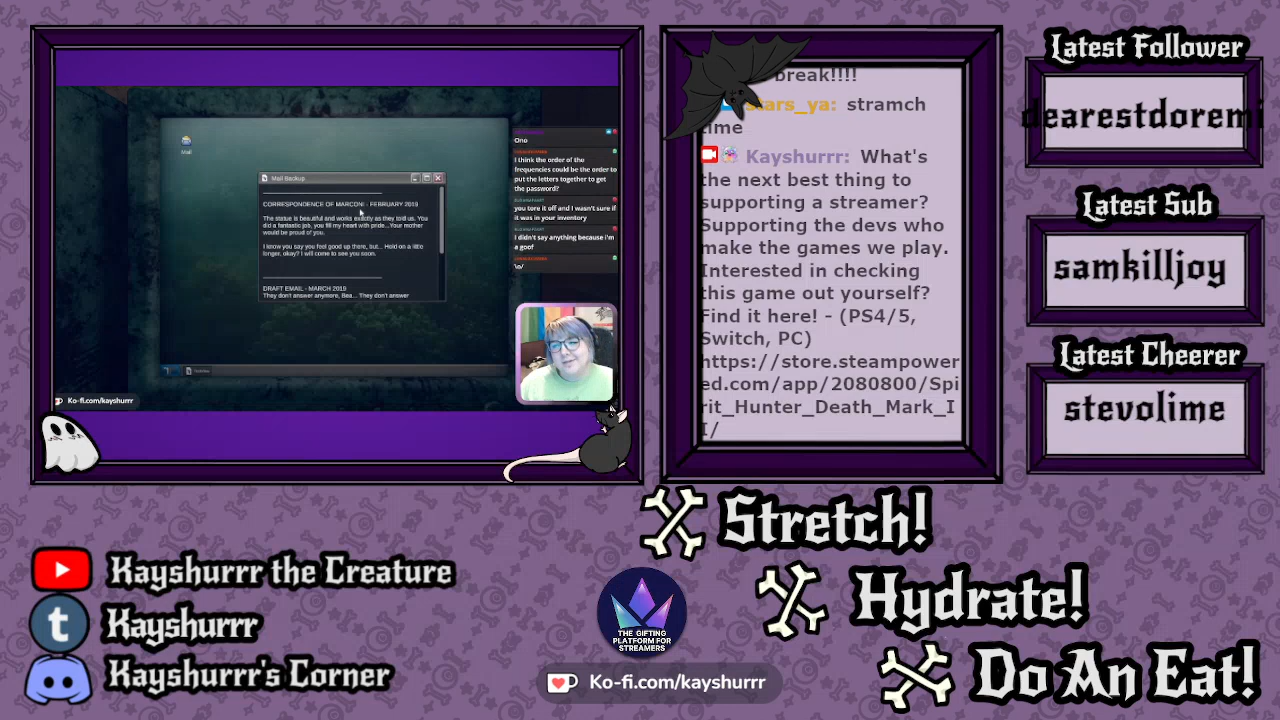 Mail
Mail Backup
CORRESPONDENCE OF MARCONI - FEBRUARY 2019
The statue is beautiful and works exactly as they told us. You
did a fantastic job, you fill my heart with pride...Your mother
would be proud of you.
I know you say you feel good up there, but... Hold on a little
longer, okay? I will come to see you soon.
DRAFT EMAIL - MARCH 2019
They don't answer anymore, Bea... They don't answer
Ono
I think the order of the
frequencies could be the order to
put the letters together to get
the password?
you tore it off and I wasn't sure if
it was in your inventory
I didn't say anything because i'm
a goof
\o/
Ko-fi.com/kayshurrr
break!!!!
stars_ya: stramch
time
Kayshurrr: What's
the next best thing to
supporting a streamer?
Supporting the devs who
make the games we play.
Interested in checking
this game out yourself?
Find it here! - (PS4/5,
Switch, PC)
https://store.steampower
ed.com/app/2080800/Spi
rit_Hunter_Death_Mark_I
I/
Latest Follower
dearestdoremi
Latest Sub
samkilljoy
Latest Cheerer
stevolime
Stretch!
Hydrate!
Do An Eat!
Kayshurrr the Creature
Kayshurrr
Kayshurrr's Corner
THE GIFTING
PLATFORM FOR
STREAMERS
Ko-fi.com/kayshurrr